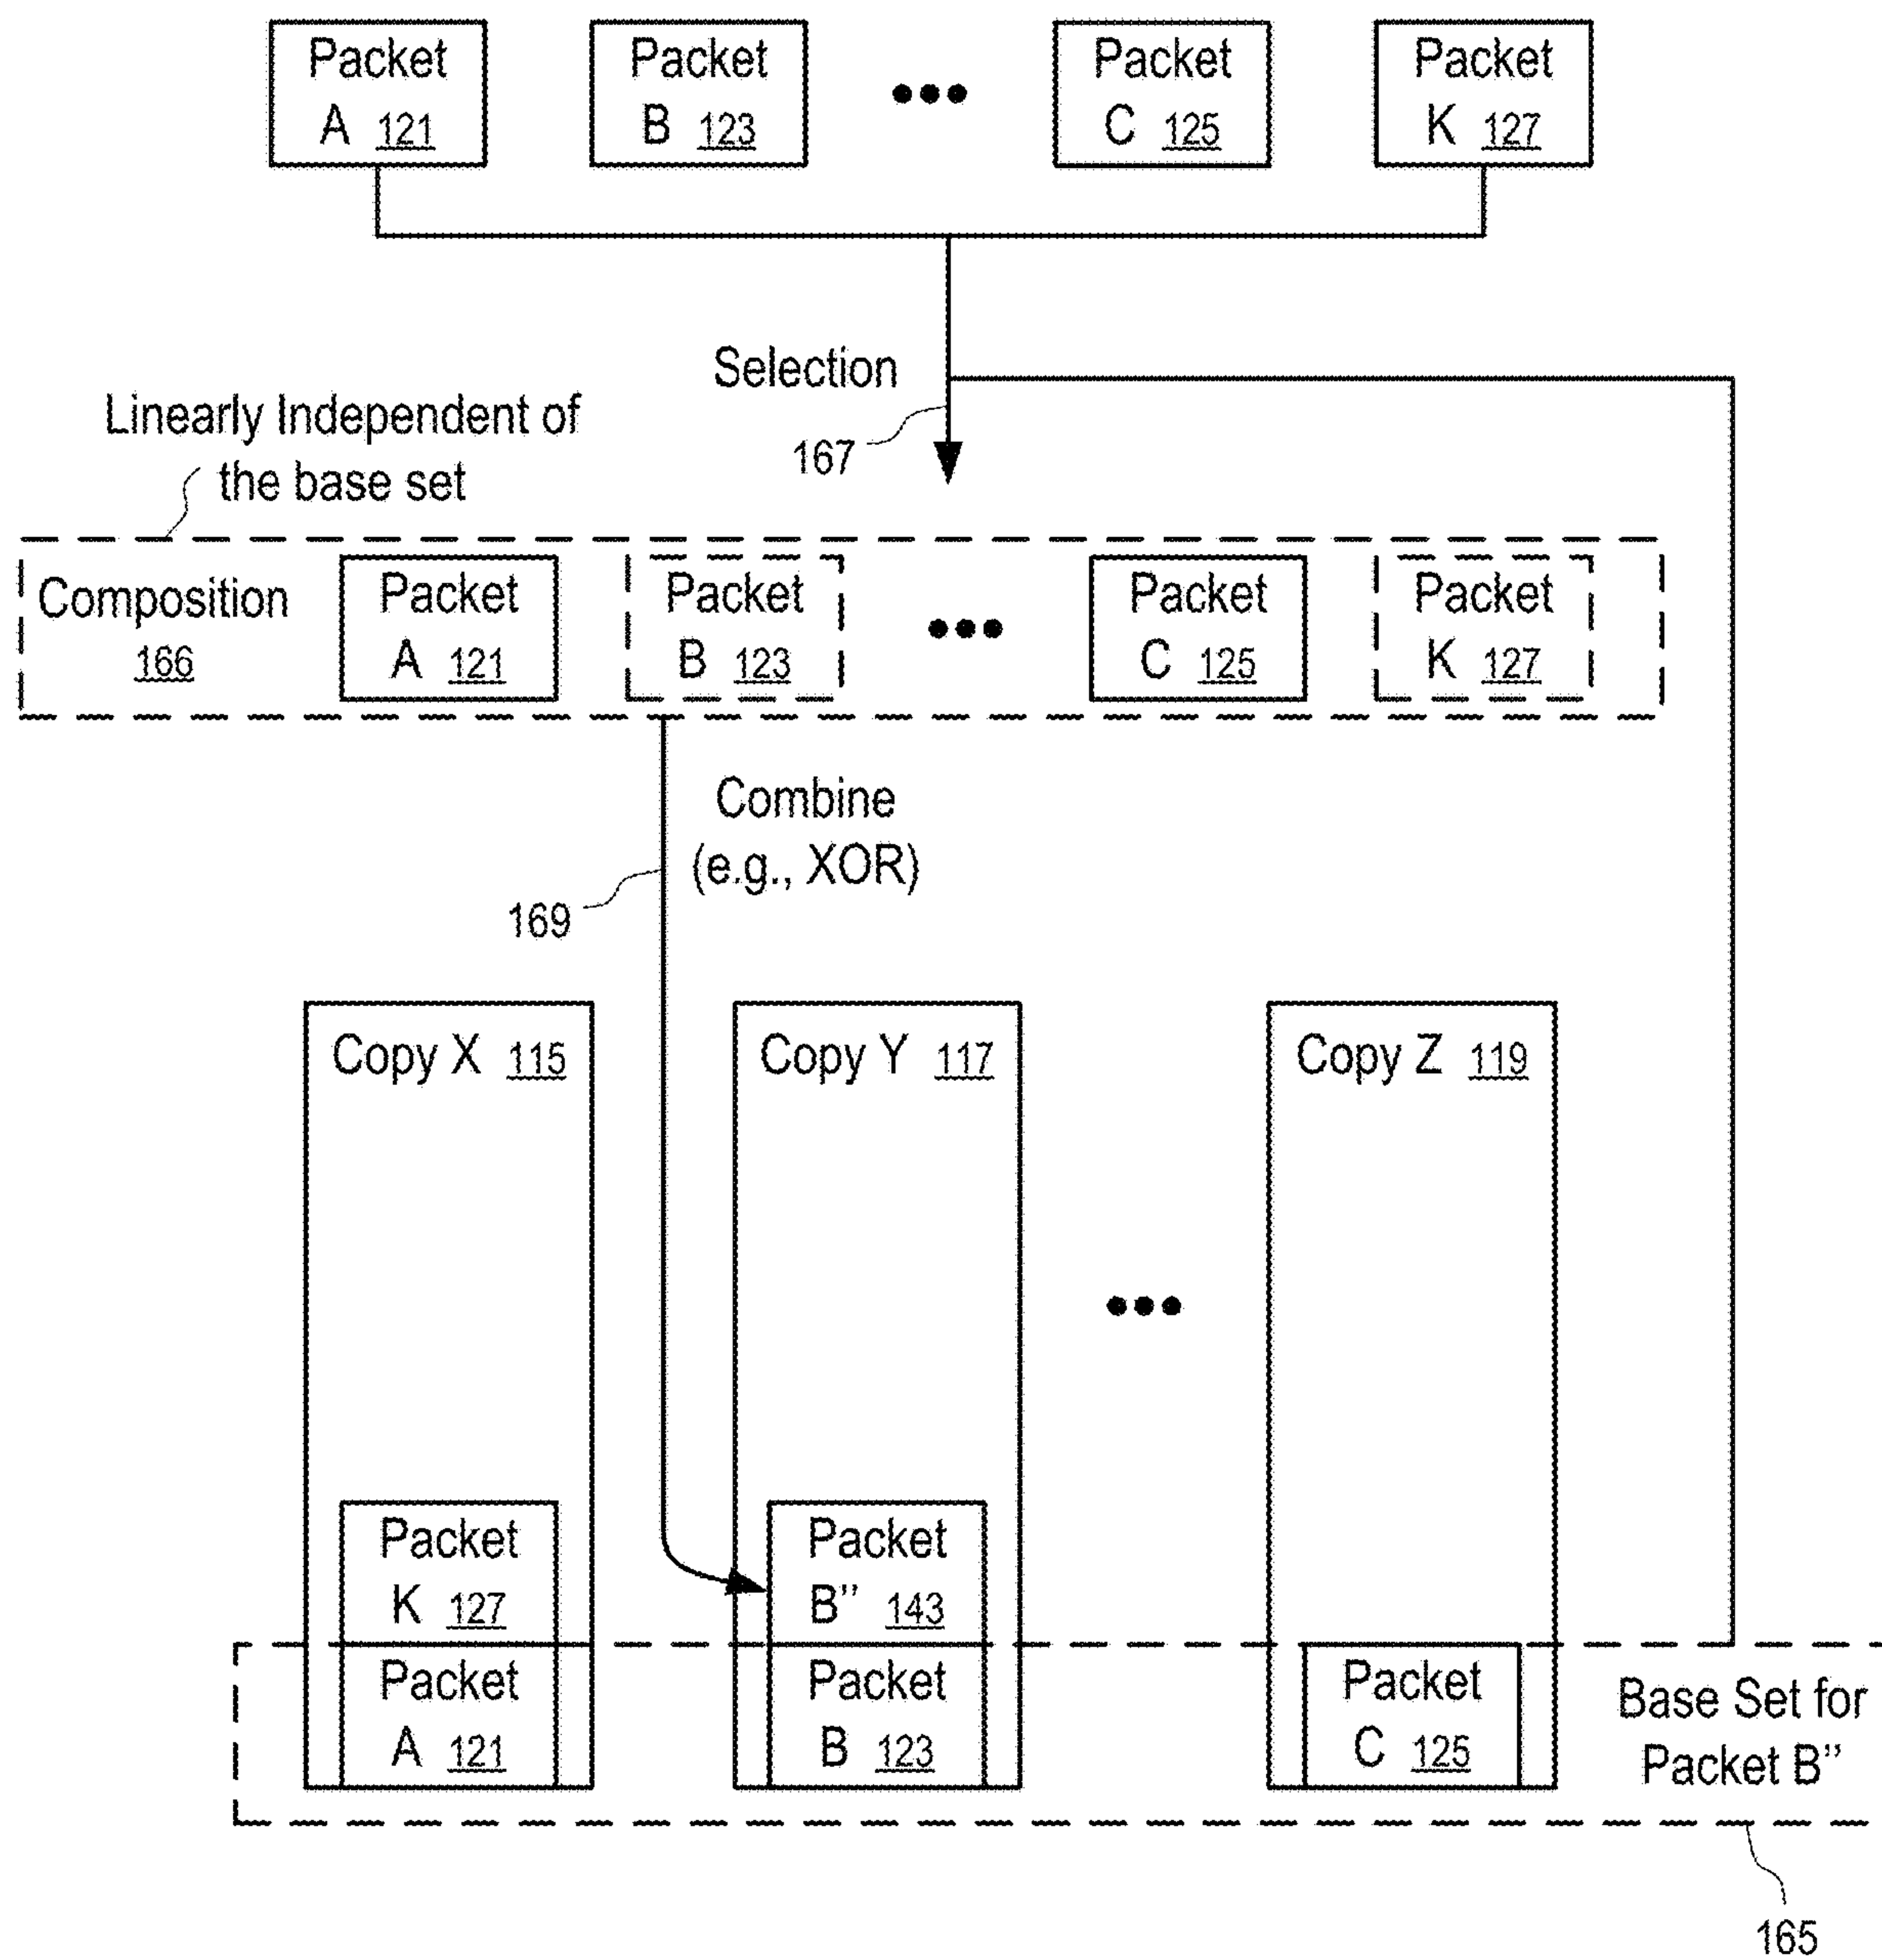 Packet
A 121
Packet
B 123
Packet
C 125
Packet
K 127
Selection
167
Linearly Independent of
the base set
Composition
166
Packet
A 121
Packet
B 123
Packet
C 125
Packet
K 127
Combine
(e.g., XOR)
169
Copy X 115
Copy Y 117
Copy Z 119
Packet
K 127
Packet
B” 143
Packet
A 121
Packet
B 123
Packet
C 125
Base Set for
Packet B”
165